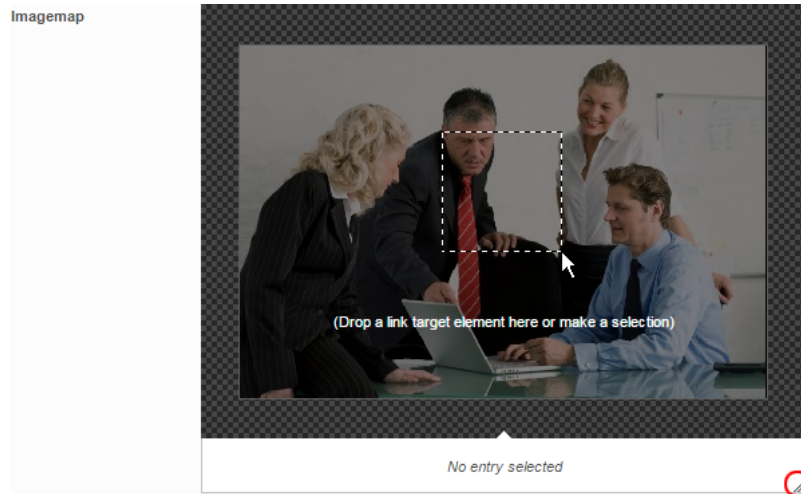 Imagemap
(Drop a link target element here or make a selection)
No entry selected